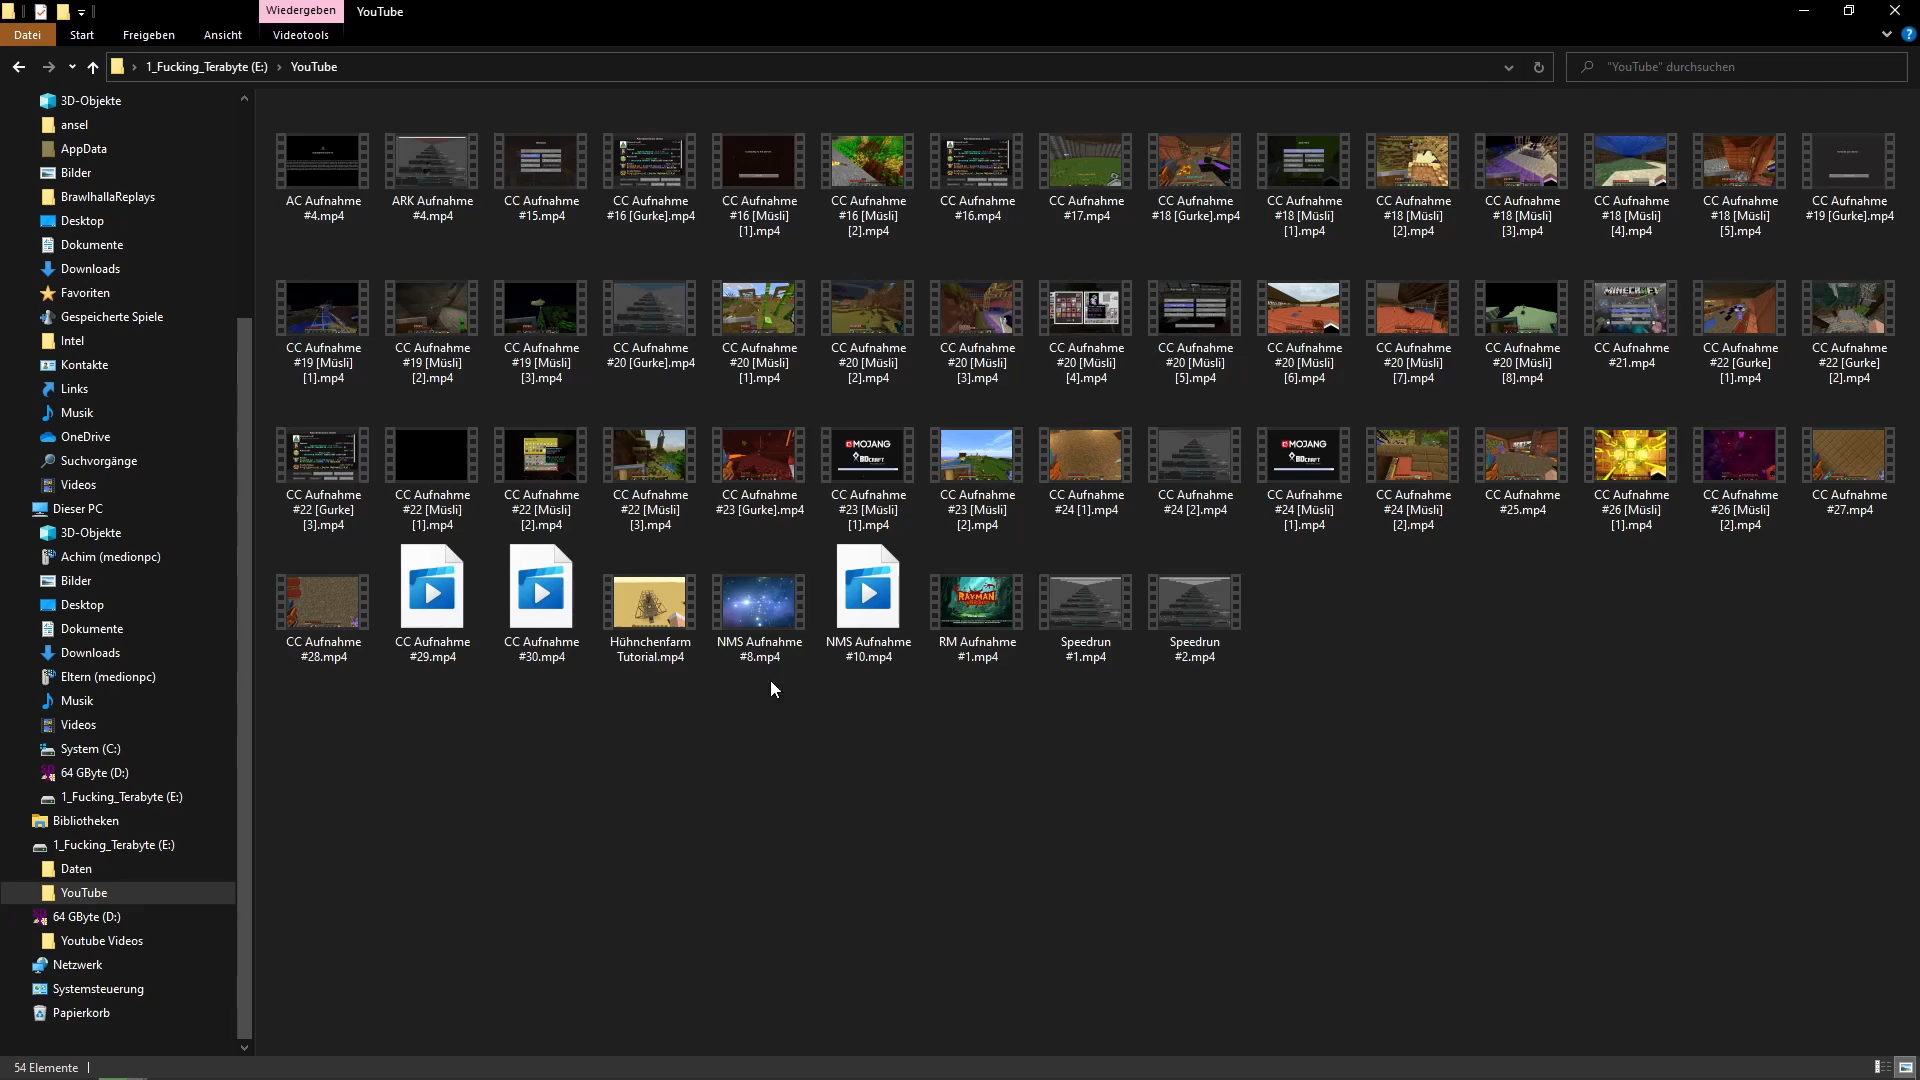 Wiedergeben
YouTube
Datei
Start
Freigeben
Ansicht
Videotools
1_Fucking_Terabyte (E:)
YouTube
"YouTube" durchsuchen
3D-Objekte
ansel
AppData
Bilder
BrawlhallaReplays
Desktop
Dokumente
Downloads
Favoriten
Gespeicherte Spiele
Intel
Kontakte
Links
Musik
OneDrive
Suchvorgänge
Videos
Dieser PC
3D-Objekte
Achim (medionpc)
Bilder
Desktop
Dokumente
Downloads
Eltern (medionpc)
Musik
Videos
System (C:)
64 GByte (D:)
1_Fucking_Terabyte (E:)
Bibliotheken
1_Fucking_Terabyte (E:)
Daten
YouTube
64 GByte (D:)
Youtube Videos
Netzwerk
Systemsteuerung
Papierkorb
AC Aufnahme
#4.mp4
ARK Aufnahme
#4.mp4
CC Aufnahme
#15.mp4
CC Aufnahme
#16 [Gurke].mp4
CC Aufnahme
#16 [Müsli]
[1].mp4
CC Aufnahme
#16 [Müsli]
[2].mp4
CC Aufnahme
#16.mp4
CC Aufnahme
#17.mp4
CC Aufnahme
#18 [Gurke].mp4
CC Aufnahme
#18 [Müsli]
[1].mp4
CC Aufnahme
#18 [Müsli]
[2].mp4
CC Aufnahme
#18 [Müsli]
[3].mp4
CC Aufnahme
#18 [Müsli]
[4].mp4
CC Aufnahme
#18 [Müsli]
[5].mp4
CC Aufnahme
#19 [Gurke].mp4
CC Aufnahme
#19 [Müsli]
[1].mp4
CC Aufnahme
#19 [Müsli]
[2].mp4
CC Aufnahme
#19 [Müsli]
[3].mp4
CC Aufnahme
#20 [Gurke].mp4
CC Aufnahme
#20 [Müsli]
[1].mp4
CC Aufnahme
#20 [Müsli]
[2].mp4
CC Aufnahme
#20 [Müsli]
[3].mp4
CC Aufnahme
#20 [Müsli]
[4].mp4
CC Aufnahme
#20 [Müsli]
[5].mp4
CC Aufnahme
#20 [Müsli]
[6].mp4
CC Aufnahme
#20 [Müsli]
[7].mp4
CC Aufnahme
#20 [Müsli]
[8].mp4
MINECRAFT
CC Aufnahme
#21.mp4
CC Aufnahme
#22 [Gurke]
[1].mp4
CC Aufnahme
#22 [Gurke]
[2].mp4
CC Aufnahme
#22 [Gurke]
[3].mp4
CC Aufnahme
#22 [Müsli]
[1].mp4
CC Aufnahme
#22 [Müsli]
[2].mp4
CC Aufnahme
#22 [Müsli]
[3].mp4
CC Aufnahme
#23 [Gurke].mp4
MOJANG
BDcraft
CC Aufnahme
#23 [Müsli]
[1].mp4
CC Aufnahme
#23 [Müsli]
[2].mp4
CC Aufnahme
#24 [1].mp4
CC Aufnahme
#24 [2].mp4
MOJANG
BDcraft
CC Aufnahme
#24 [Müsli]
[1].mp4
CC Aufnahme
#24 [Müsli]
[2].mp4
CC Aufnahme
#25.mp4
CC Aufnahme
#26 [Müsli]
[1].mp4
CC Aufnahme
#26 [Müsli]
[2].mp4
CC Aufnahme
#27.mp4
CC Aufnahme
#28.mp4
CC Aufnahme
#29.mp4
CC Aufnahme
#30.mp4
Hühnchenfarm
Tutorial.mp4
NMS Aufnahme
#8.mp4
NMS Aufnahme
#10.mp4
RAYMAN
RM Aufnahme
#1.mp4
Speedrun
#1.mp4
Speedrun
#2.mp4
54 Elemente